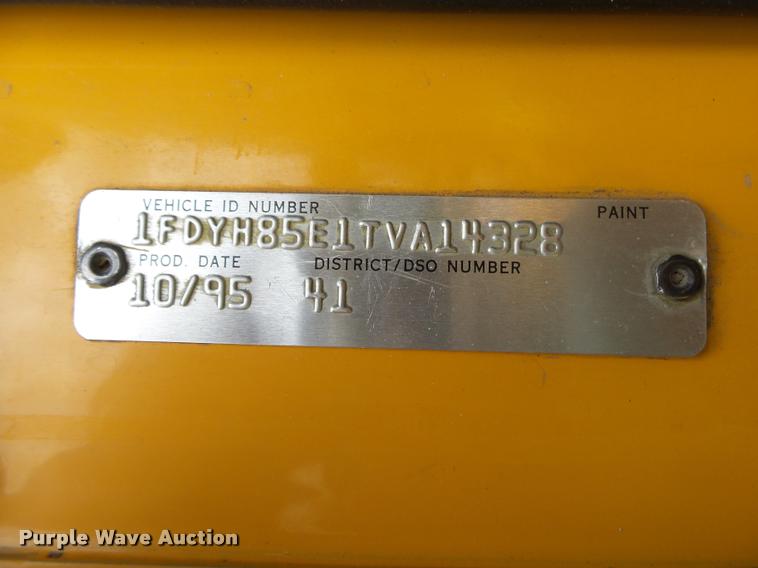 VEHICLE ID NUMBER PAINT
1FDYH85E1TVA14328
PROD. DATE DISTRICT/DSO NUMBER
10/95 41
Purple Wave Auction